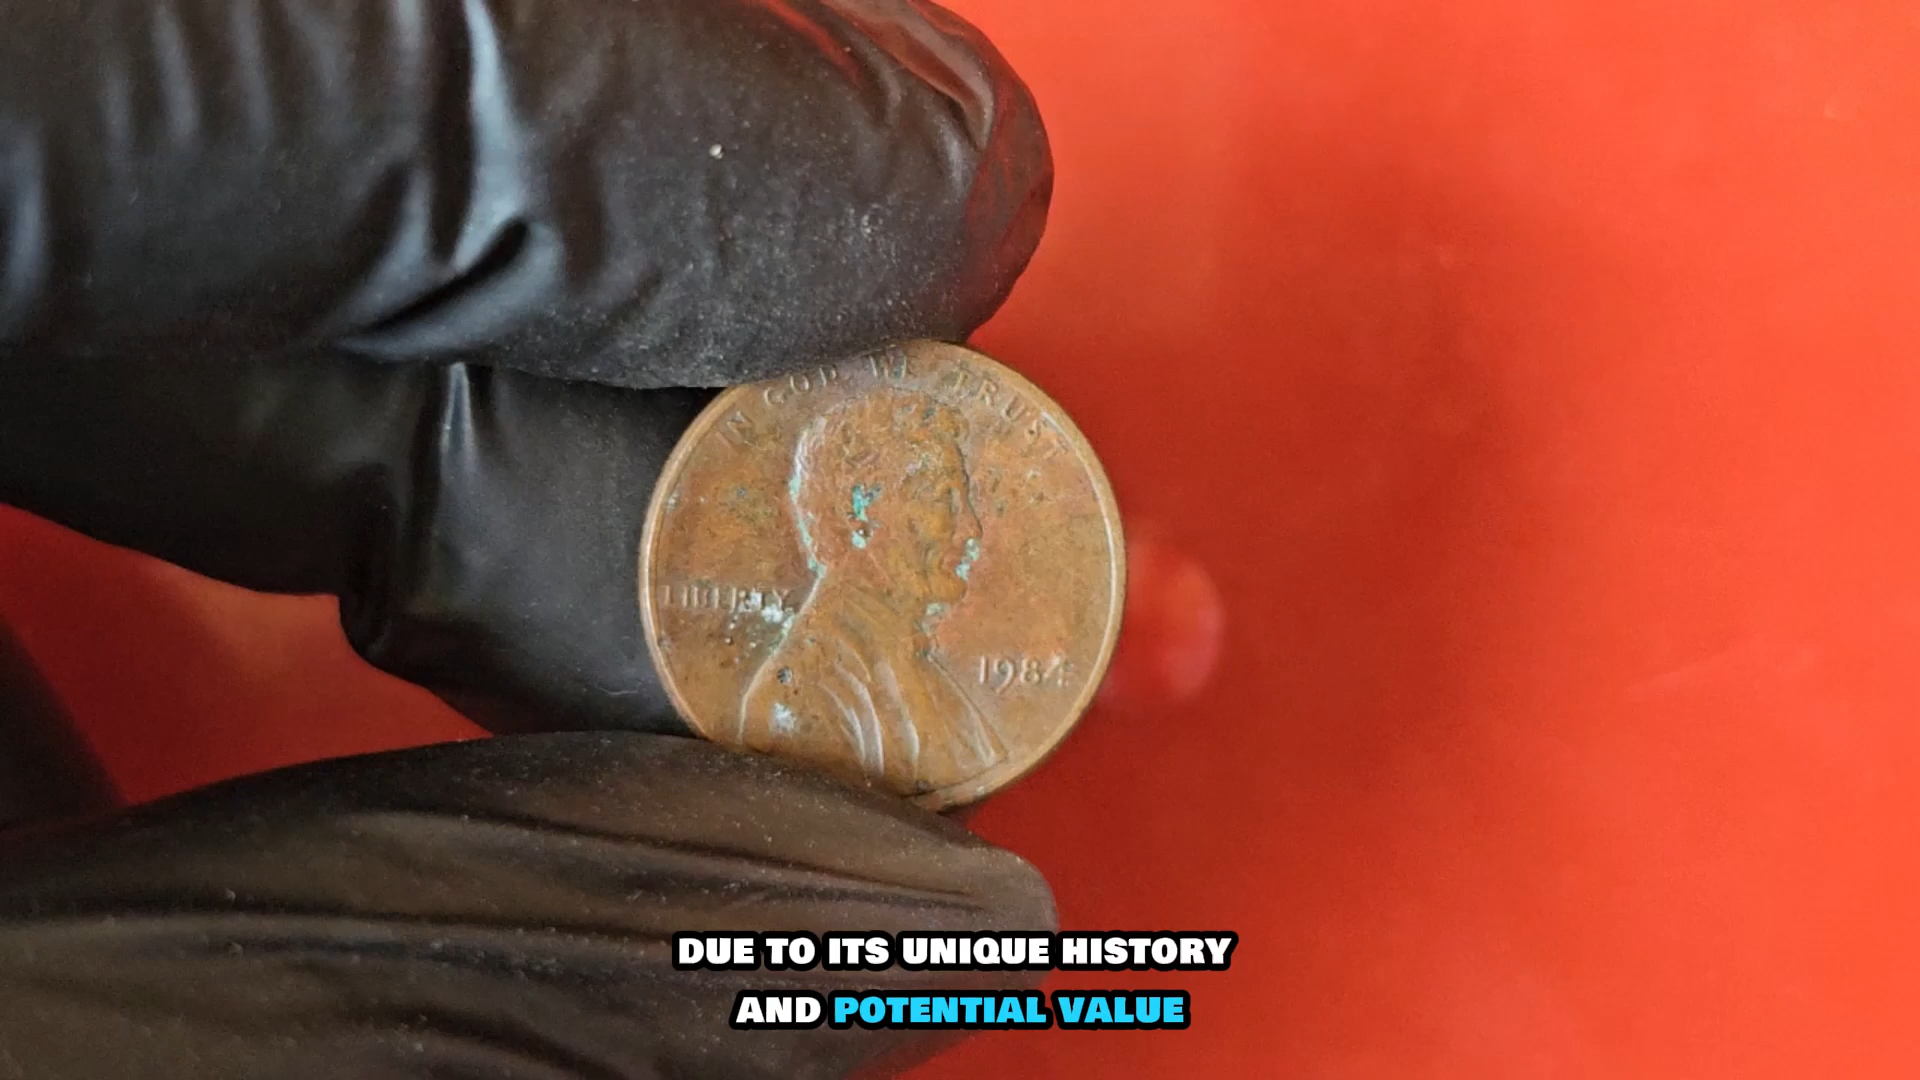 IN GOD WE TRUST
LIBERTY
1984
DUE TO ITS UNIQUE HISTORY
AND POTENTIAL VALUE